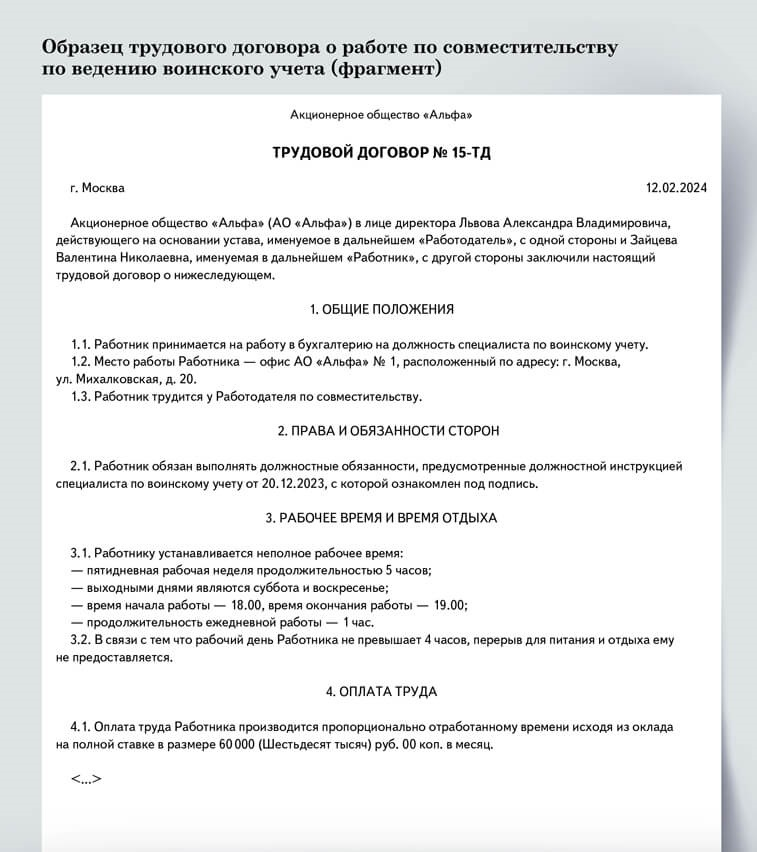 Образец трудового договора о работе по совместительству
по ведению воинского учета (фрагмент)
Акционерное общество «Альфа»
ТРУДОВОЙ ДОГОВОР № 15-ТД
г. Москва 12.02.2024
Акционерное общество «Альфа» (АО «Альфа») в лице директора Львова Александра Владимировича,
действующего на основании устава, именуемое в дальнейшем «Работодатель», с одной стороны и Зайцева
Валентина Николаевна, именуемая в дальнейшем «Работник», с другой стороны заключили настоящий
трудовой договор о нижеследующем.
1. ОБЩИЕ ПОЛОЖЕНИЯ
1.1. Работник принимается на работу в бухгалтерию на должность специалиста по воинскому учету.
1.2. Место работы Работника — офис АО «Альфа» № 1, расположенный по адресу: г. Москва,
ул. Михалковская, д. 20.
1.3. Работник трудится у Работодателя по совместительству.
2. ПРАВА И ОБЯЗАННОСТИ СТОРОН
2.1. Работник обязан выполнять должностные обязанности, предусмотренные должностной инструкцией
специалиста по воинскому учету от 20.12.2023, с которой ознакомлен под подпись.
3. РАБОЧЕЕ ВРЕМЯ И ВРЕМЯ ОТДЫХА
3.1. Работнику устанавливается неполное рабочее время:
— пятидневная рабочая неделя продолжительностью 5 часов;
— выходными днями являются суббота и воскресенье;
— время начала работы — 18.00, время окончания работы — 19.00;
— продолжительность ежедневной работы — 1 час.
3.2. В связи с тем что рабочий день Работника не превышает 4 часов, перерыв для питания и отдыха ему
не предоставляется.
4. ОПЛАТА ТРУДА
4.1. Оплата труда Работника производится пропорционально отработанному времени исходя из оклада
на полной ставке в размере 60 000 (Шестьдесят тысяч) руб. 00 коп. в месяц.
<...>